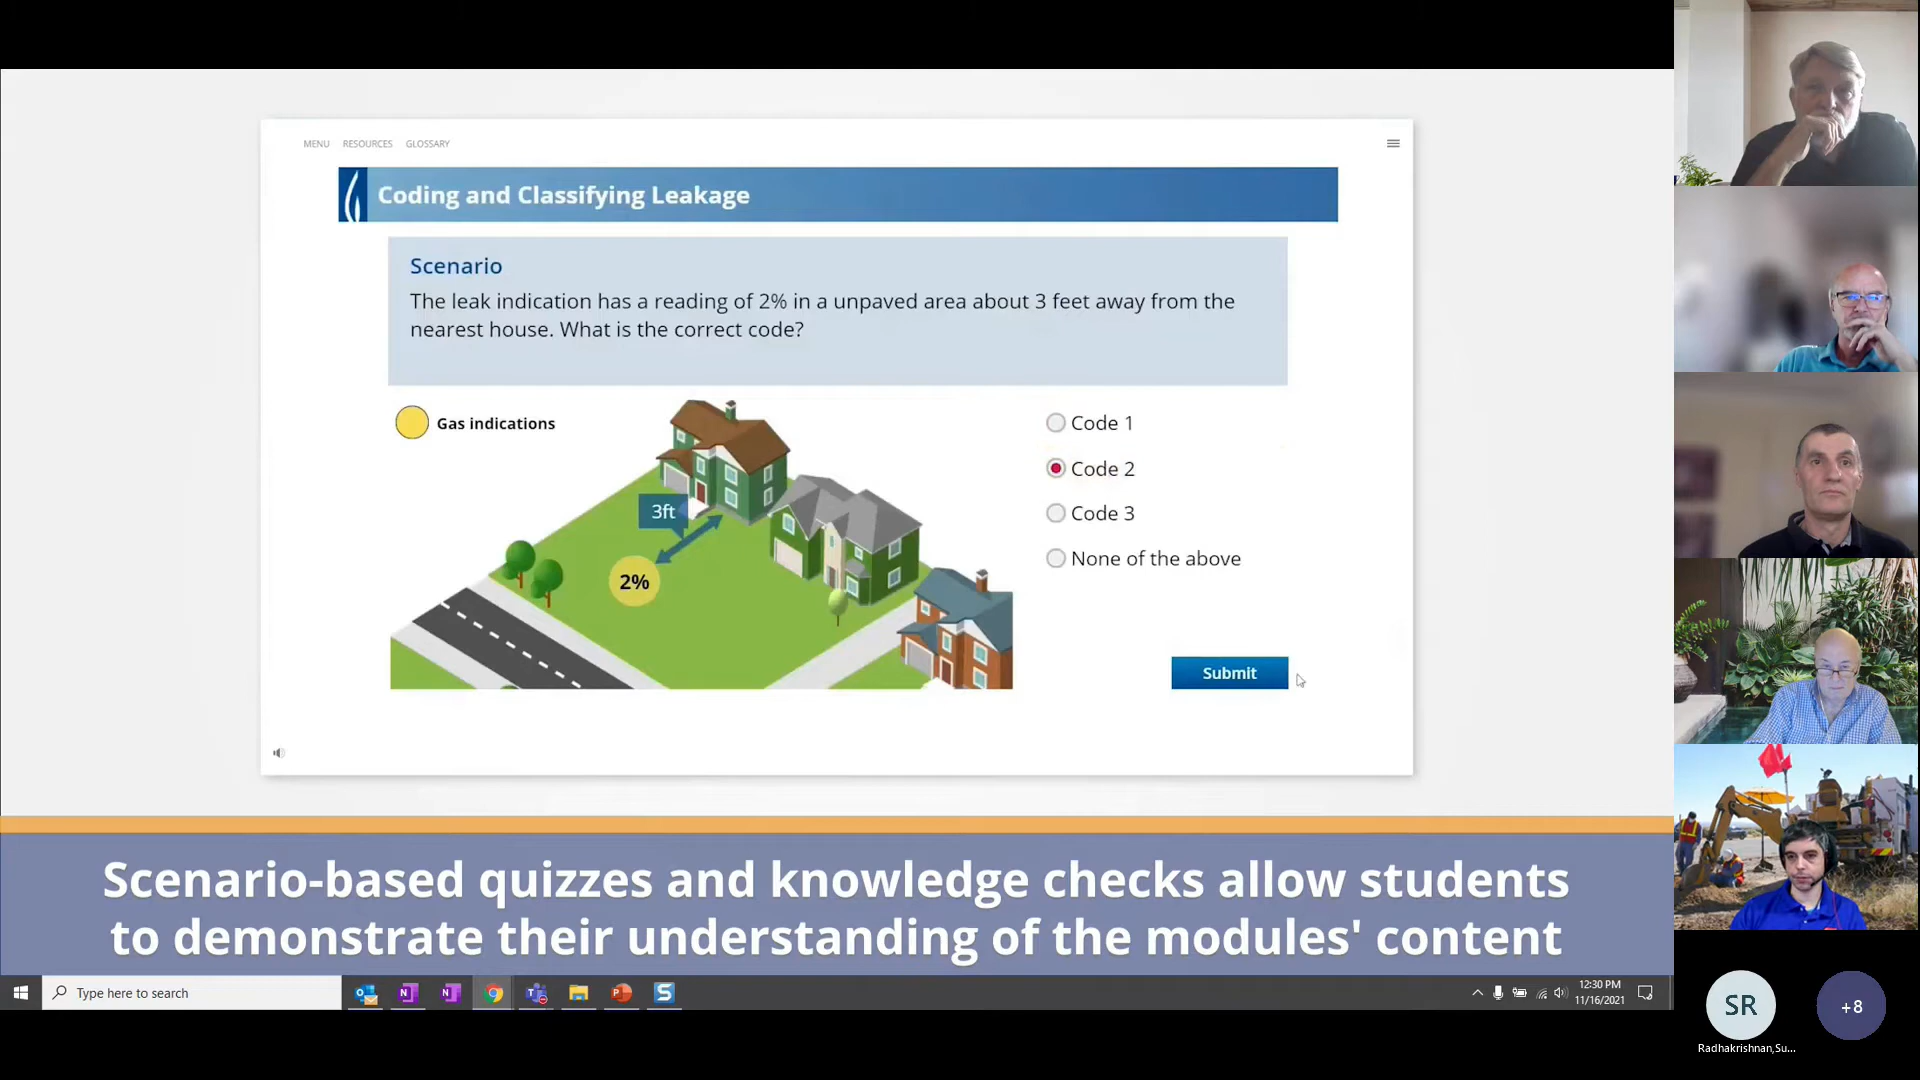 MENU RESOURCES GLOSSARY
Coding and Classifying Leakage
Scenario
The leak indication has a reading of 2% in a unpaved area about 3 feet away from the
nearest house. What is the correct code?
Gas indications
3ft
2%
Code 1
Code 2
Code 3
None of the above
Submit
Scenario-based quizzes and knowledge checks allow students
to demonstrate their understanding of the modules' content
Type here to search
12:30 PM
11/16/2021
SR
+8
Radhakrishnan,Su...